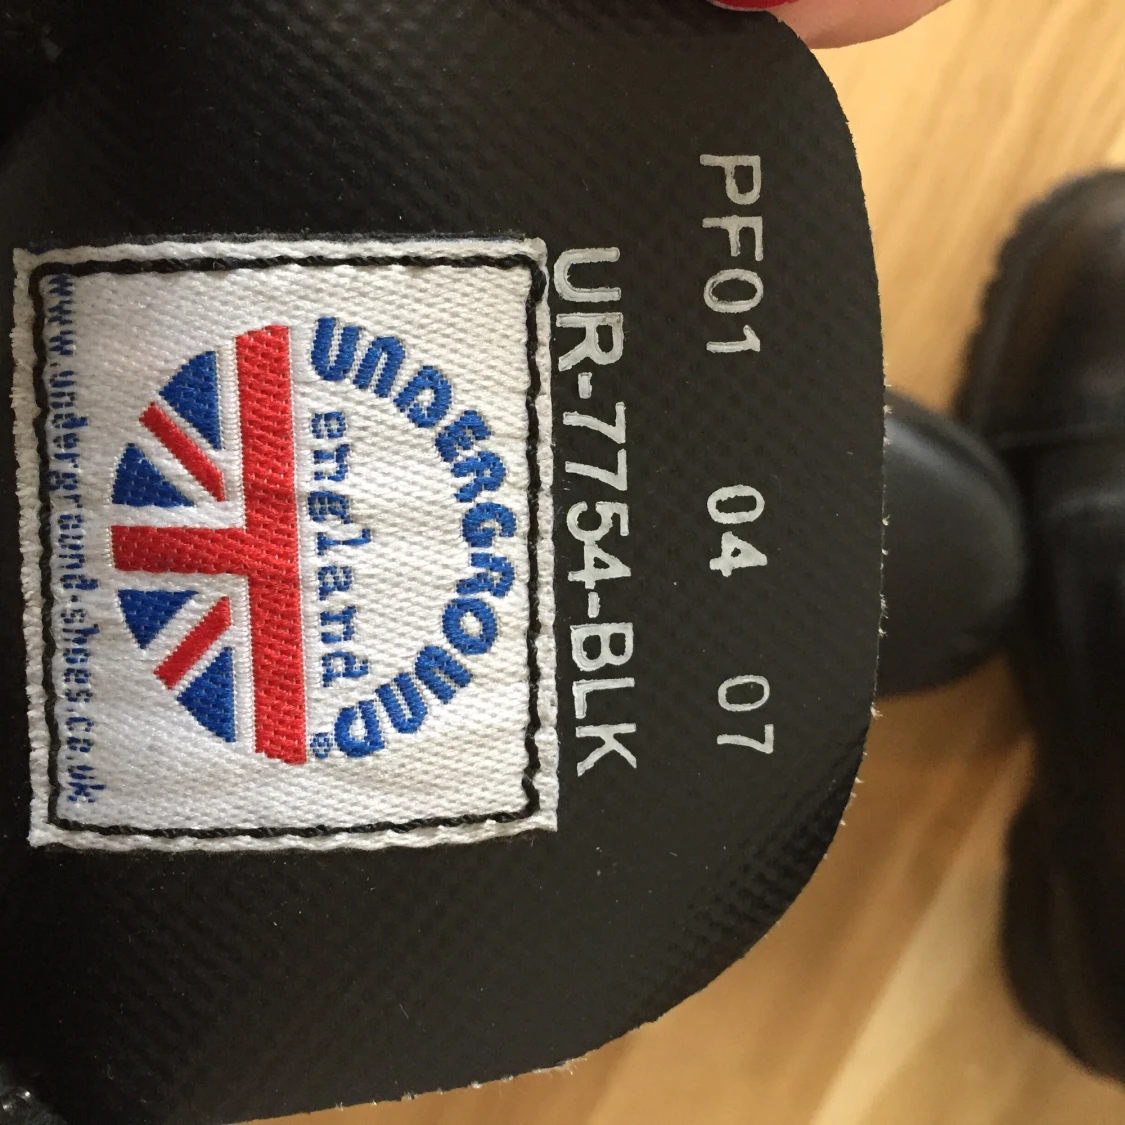 PF01 04 07
UR-7754-BLK
UNDERGROUND®
england
www.underground-shoes.co.uk